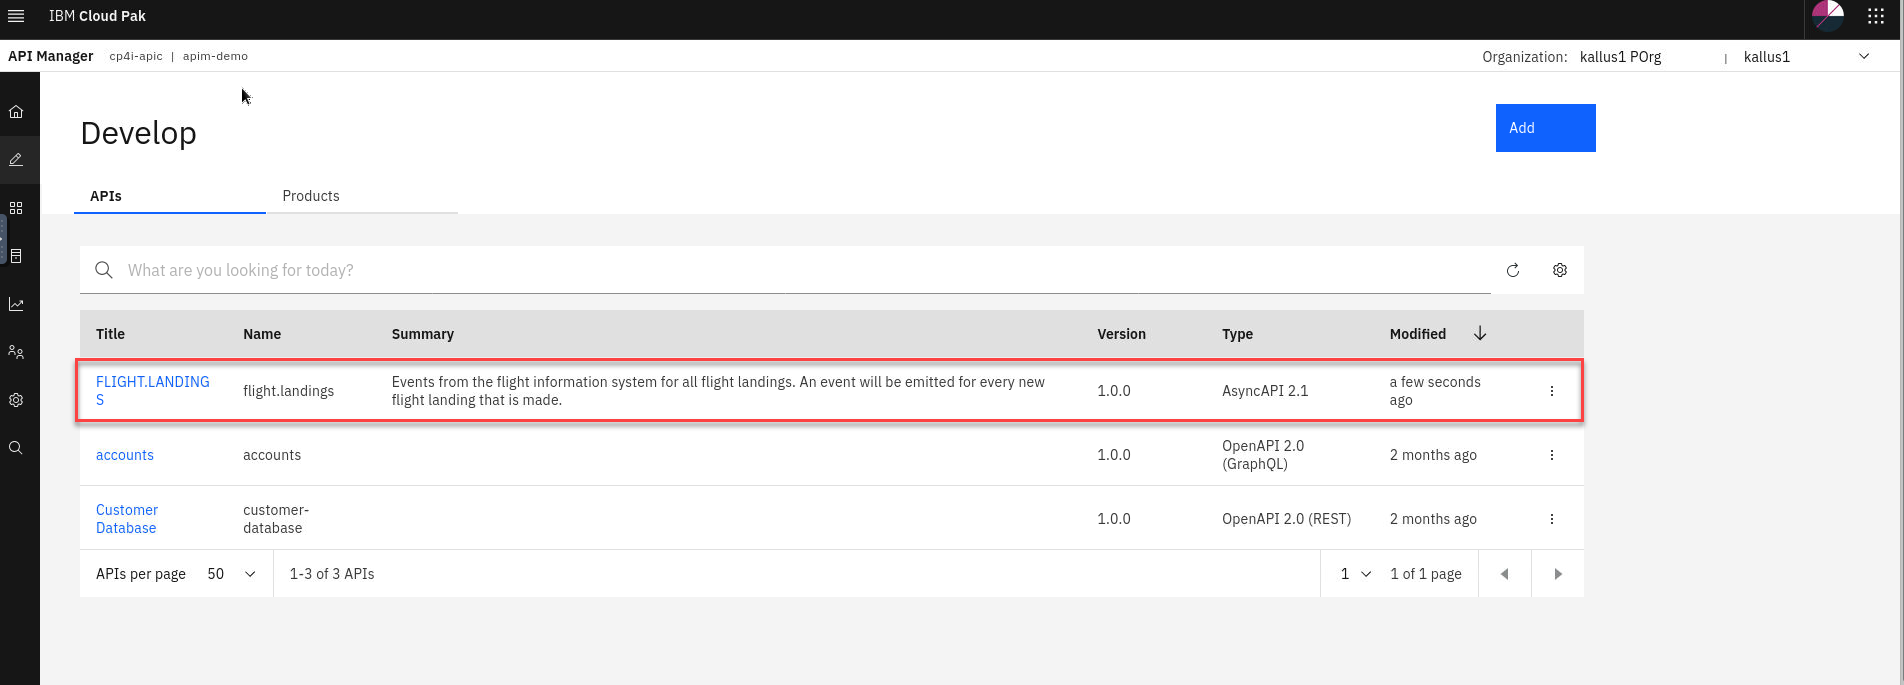 IBM Cloud Pak
API Manager cp4i-apic | apim-demo Organization: kallus1 POrg | kallus1
Develop
Add
APIs Products
What are you looking for today?
Title Name Summary Version Type Modified
FLIGHT.LANDING
S
flight.landings
Events from the flight information system for all flight landings. An event will be emitted for every new
flight landing that is made.
1.0.0
AsyncAPI 2.1
a few seconds
ago
accounts
accounts
1.0.0
OpenAPI 2.0
(GraphQL)
2 months ago
Customer
Database
customer-
database
1.0.0
OpenAPI 2.0 (REST)
2 months ago
APIs per page 50 1-3 of 3 APIs 1 1 of 1 page